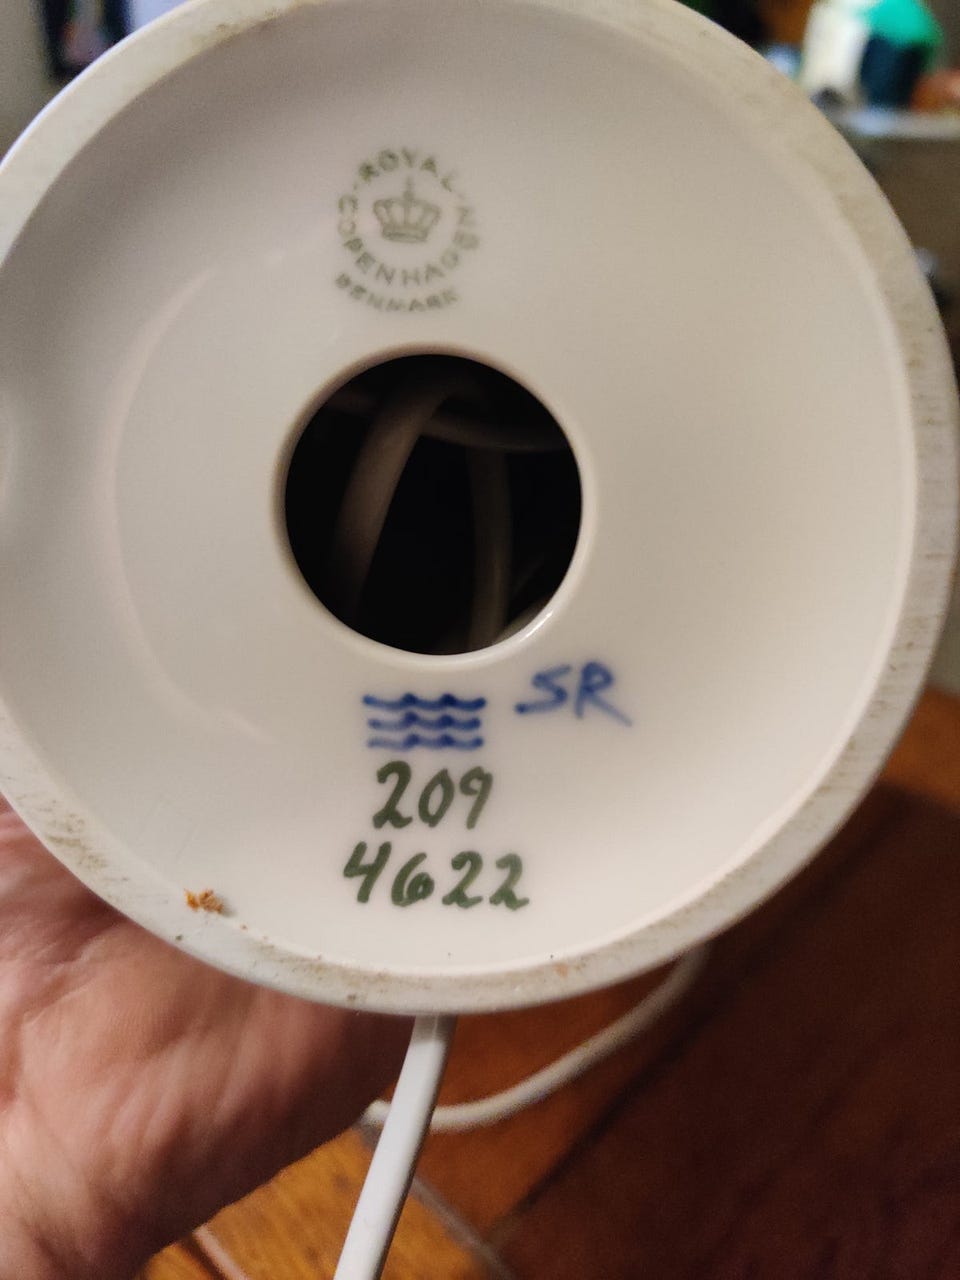 ROYAL
COPENHAGEN
DENMARK
SR
209
4622